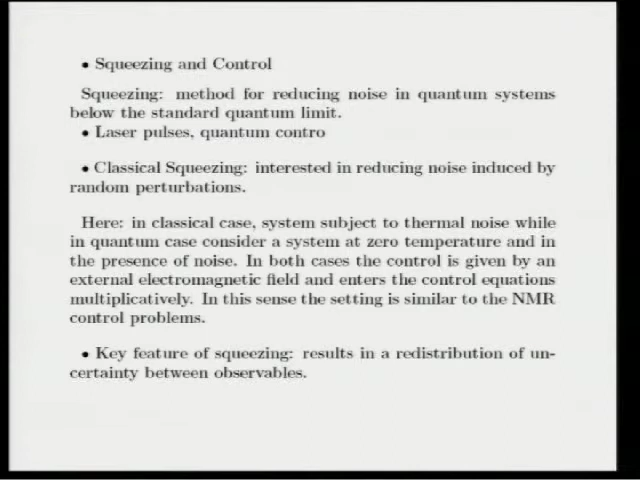 • Squeezing and Control
Squeezing: method for reducing noise in quantum systems
below the standard quantum limit.
• Laser pulses, quantum contro
• Classical Squeezing: interested in reducing noise induced by
random perturbations.
Here: in classical case, system subject to thermal noise while
in quantum case consider a system at zero temperature and in
the presence of noise. In both cases the control is given by an
external electromagnetic field and enters the control equations
multiplicatively. In this sense the setting is similar to the NMR
control problems.
• Key feature of squeezing: results in a redistribution of un-
certainty between observables.